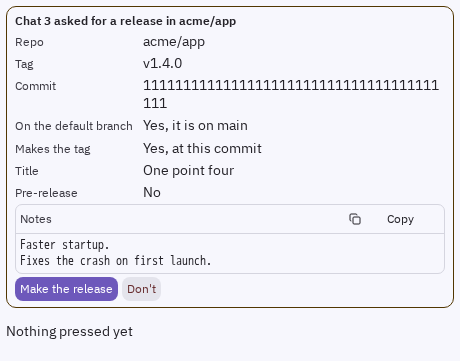 Chat 3 asked for a release in acme/app
Repo acme/app
Tag v1.4.0
Commit 1111111111111111111111111111111111111
111
On the default branch Yes, it is on main
Makes the tag Yes, at this commit
Title One point four
Pre-release No
Notes Copy
Faster startup.
Fixes the crash on first launch.
Make the release Don't
Nothing pressed yet